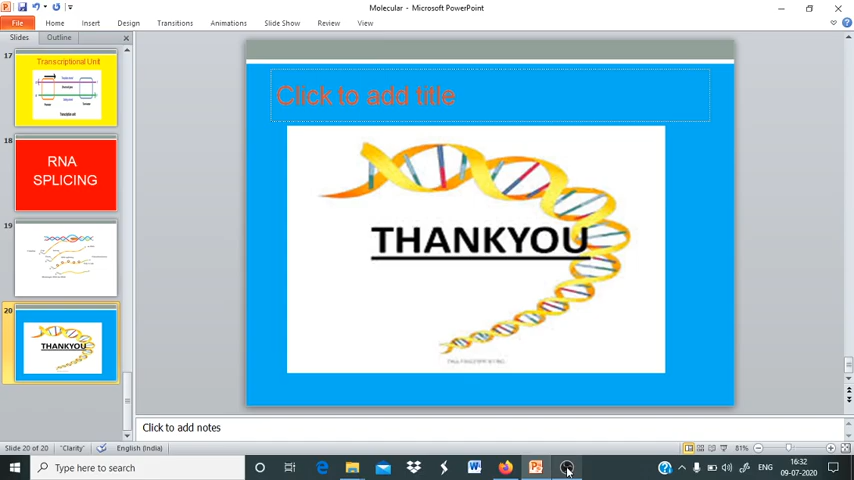 Molecular - Microsoft PowerPoint
File Home Insert Design Transitions Animations Slide Show Review View
Slides Outline
17
Transcriptional Unit
18
RNA
SPLICING
19
20
THANKYOU
Click to add title
THANKYOU
Click to add notes
Slide 20 of 20 "Clarity" English (India) 81%
Type here to search
ENG
16:32
09-07-2020